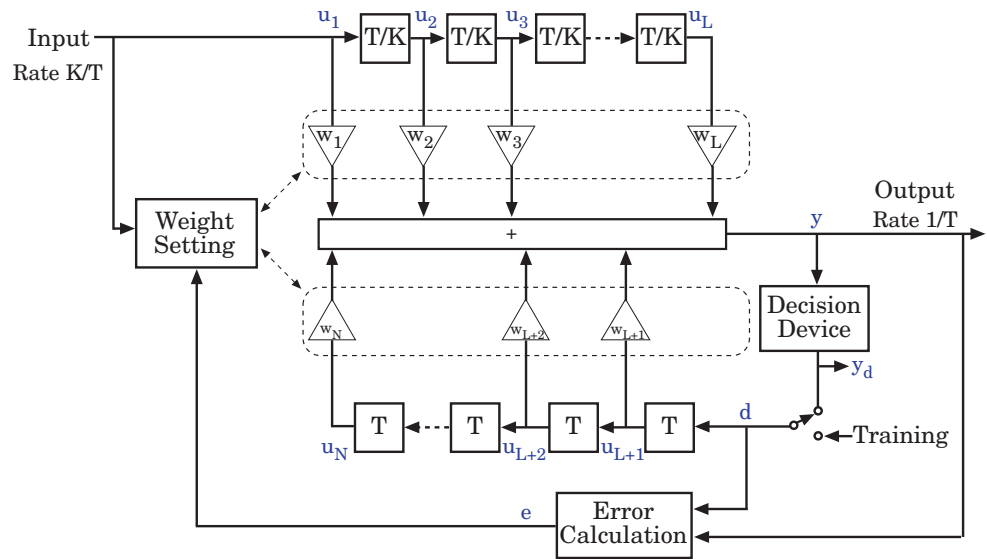 u1 u2 u3 uL
Input T/K T/K T/K T/K
Rate K/T
w1 w2 w3 wL
Output
Weight
Setting
+ y Rate 1/T
wN wL+2 wL+1
Decision
Device
yd
T T T T d
uN uL+2 uL+1
Training
e
Error
Calculation